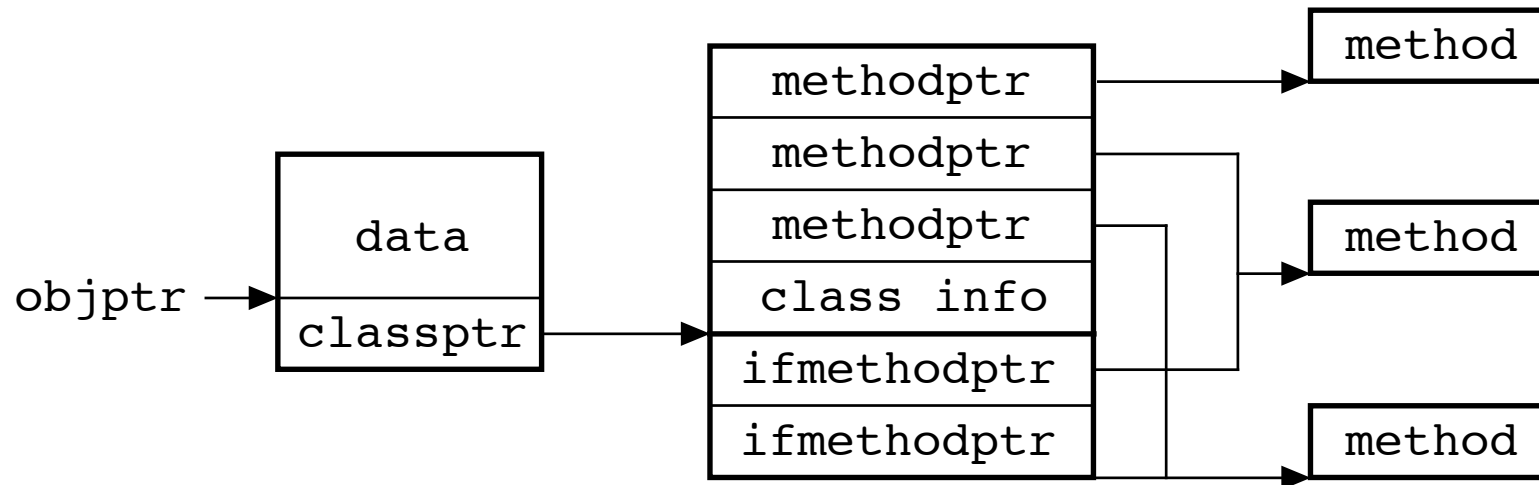 objptr
data
classptr
methodptr
methodptr
methodptr
class info
ifmethodptr
ifmethodptr
method
method
method